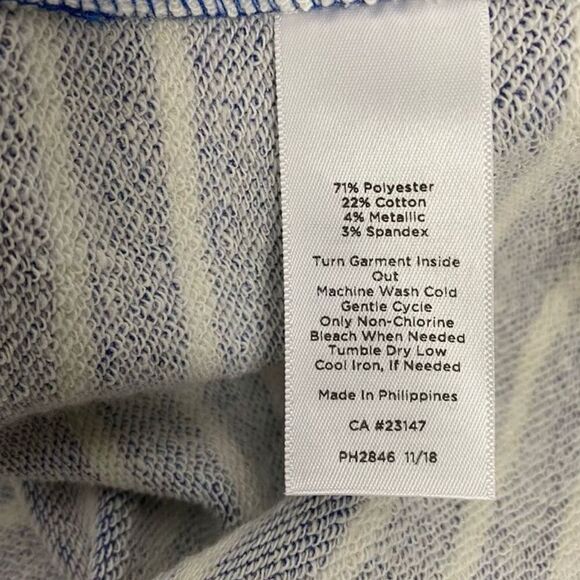 71% Polyester
22% Cotton
4% Metallic
3% Spandex
Turn Garment Inside
Out
Machine Wash Cold
Gentle Cycle
Only Non-Chlorine
Bleach When Needed
Tumble Dry Low
Cool Iron, If Needed
Made In Philippines
CA #23147
PH2846 11/18